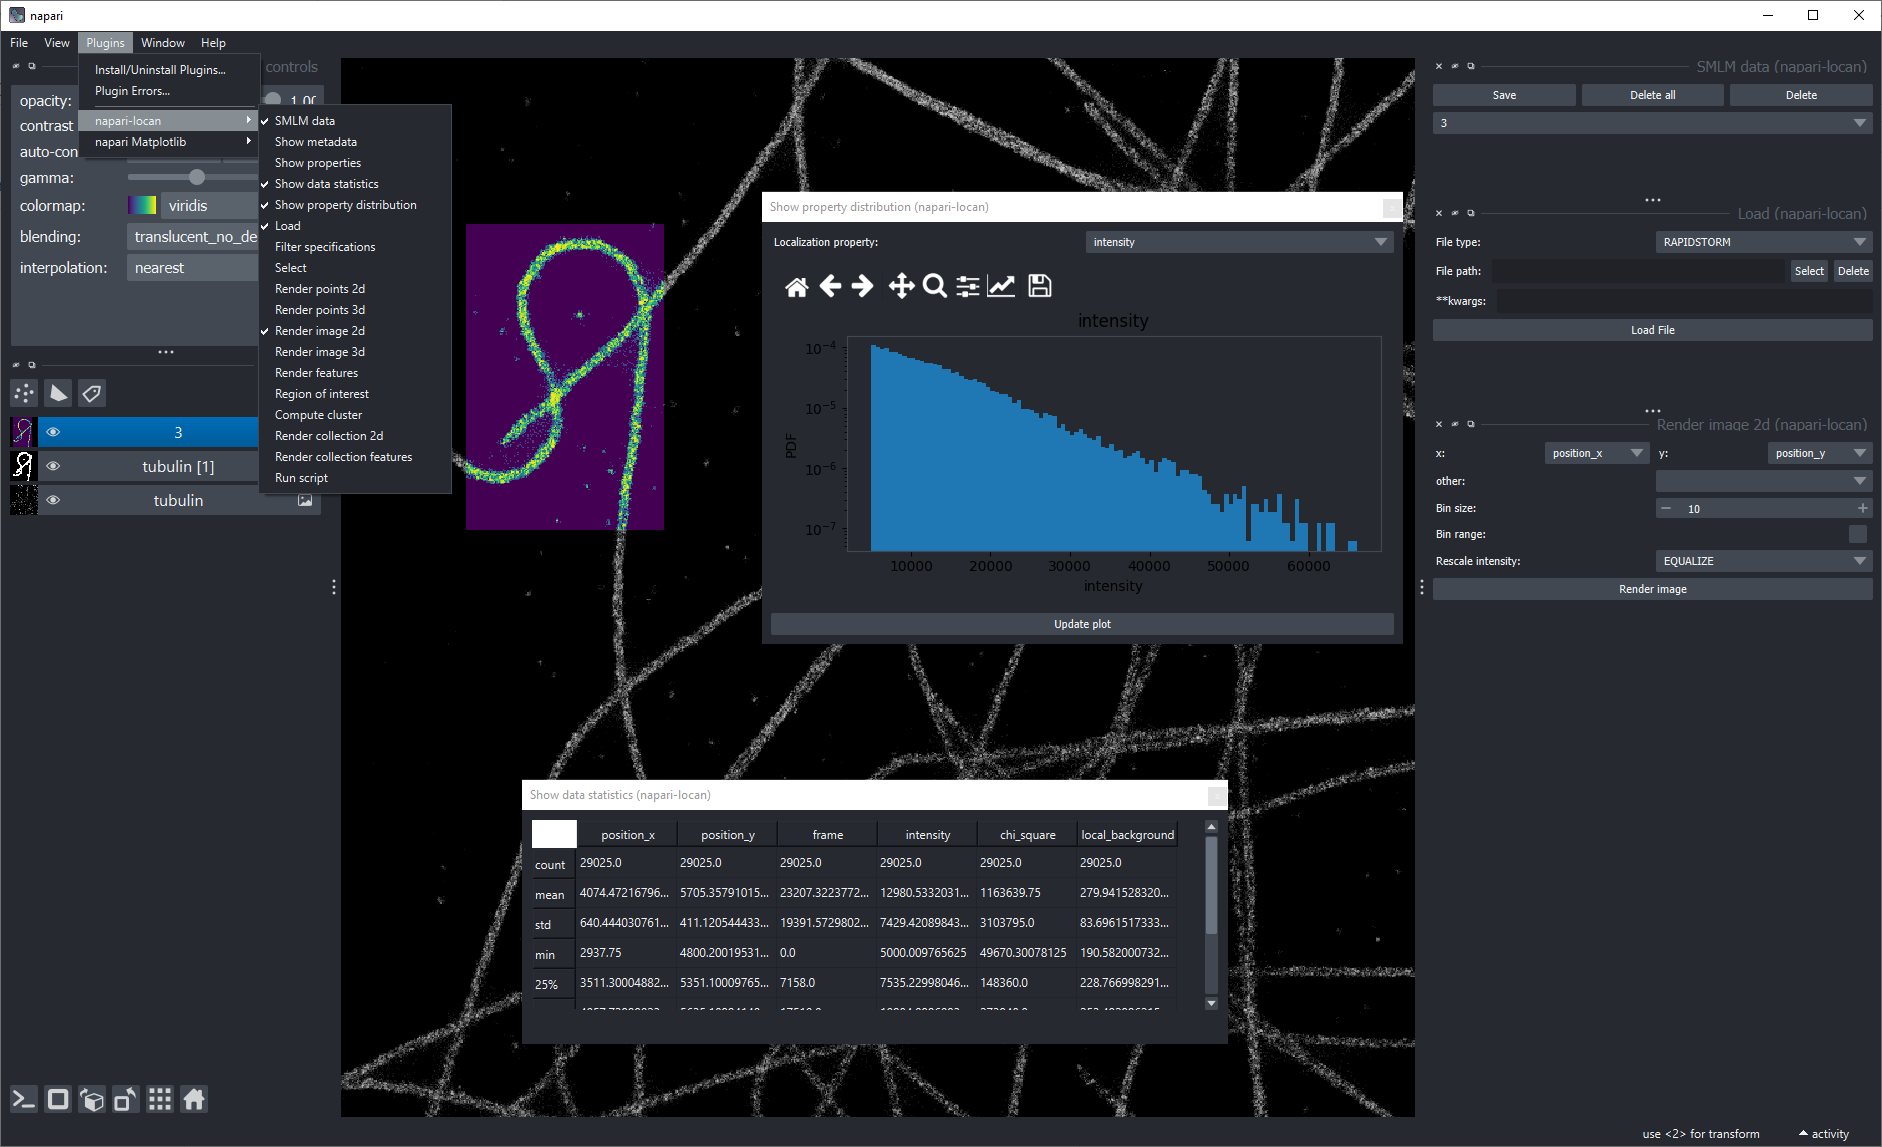 napari
File View Plugins Window Help
Install/Uninstall Plugins...
Plugin Errors...
napari-locan
napari Matplotlib
controls
opacity:
1.00
contrast
auto-con
gamma:
colormap: viridis
blending: translucent_no_de
interpolation: nearest
SMLM data
Show metadata
Show properties
Show data statistics
Show property distribution
Load
Filter specifications
Select
Render points 2d
Render points 3d
Render image 2d
Render image 3d
Render features
Region of interest
Compute cluster
Render collection 2d
Render collection features
Run script
3
tubulin [1]
tubulin
Show property distribution (napari-locan)
Localization property: intensity
intensity
PDF
10⁻⁴
10⁻⁵
10⁻⁶
10⁻⁷
10000 20000 30000 40000 50000 60000
intensity
Update plot
Show data statistics (napari-locan)
position_x position_y frame intensity chi_square local_background
count 29025.0 29025.0 29025.0 29025.0 29025.0 29025.0
mean 4074.47216796... 5705.35791015... 23207.3223772... 12980.5332031... 1163639.75 279.941528320...
std 640.444030761... 411.120544433... 19391.5729802... 7429.42089843... 3103795.0 83.6961517333...
min 2937.75 4800.20019531... 0.0 5000.009765625 49670.30078125 190.582000732...
25% 3511.30004882... 5351.10009765... 7158.0 7535.22998046... 148360.0 228.766998291...
SMLM data (napari-locan)
Save Delete all Delete
3
Load (napari-locan)
File type: RAPIDSTORM
File path: Select Delete
**kwargs:
Load File
Render image 2d (napari-locan)
x: position_x y: position_y
other:
Bin size: 10
Bin range:
Rescale intensity: EQUALIZE
Render image
use <2> for transform activity